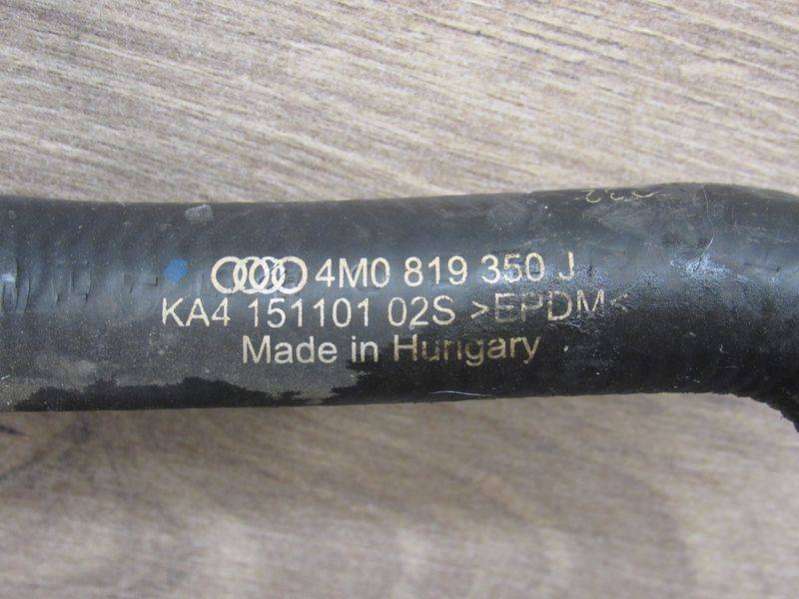 4M0 819 350 J
KA4 151101 02S >EPDM<
Made in Hungary